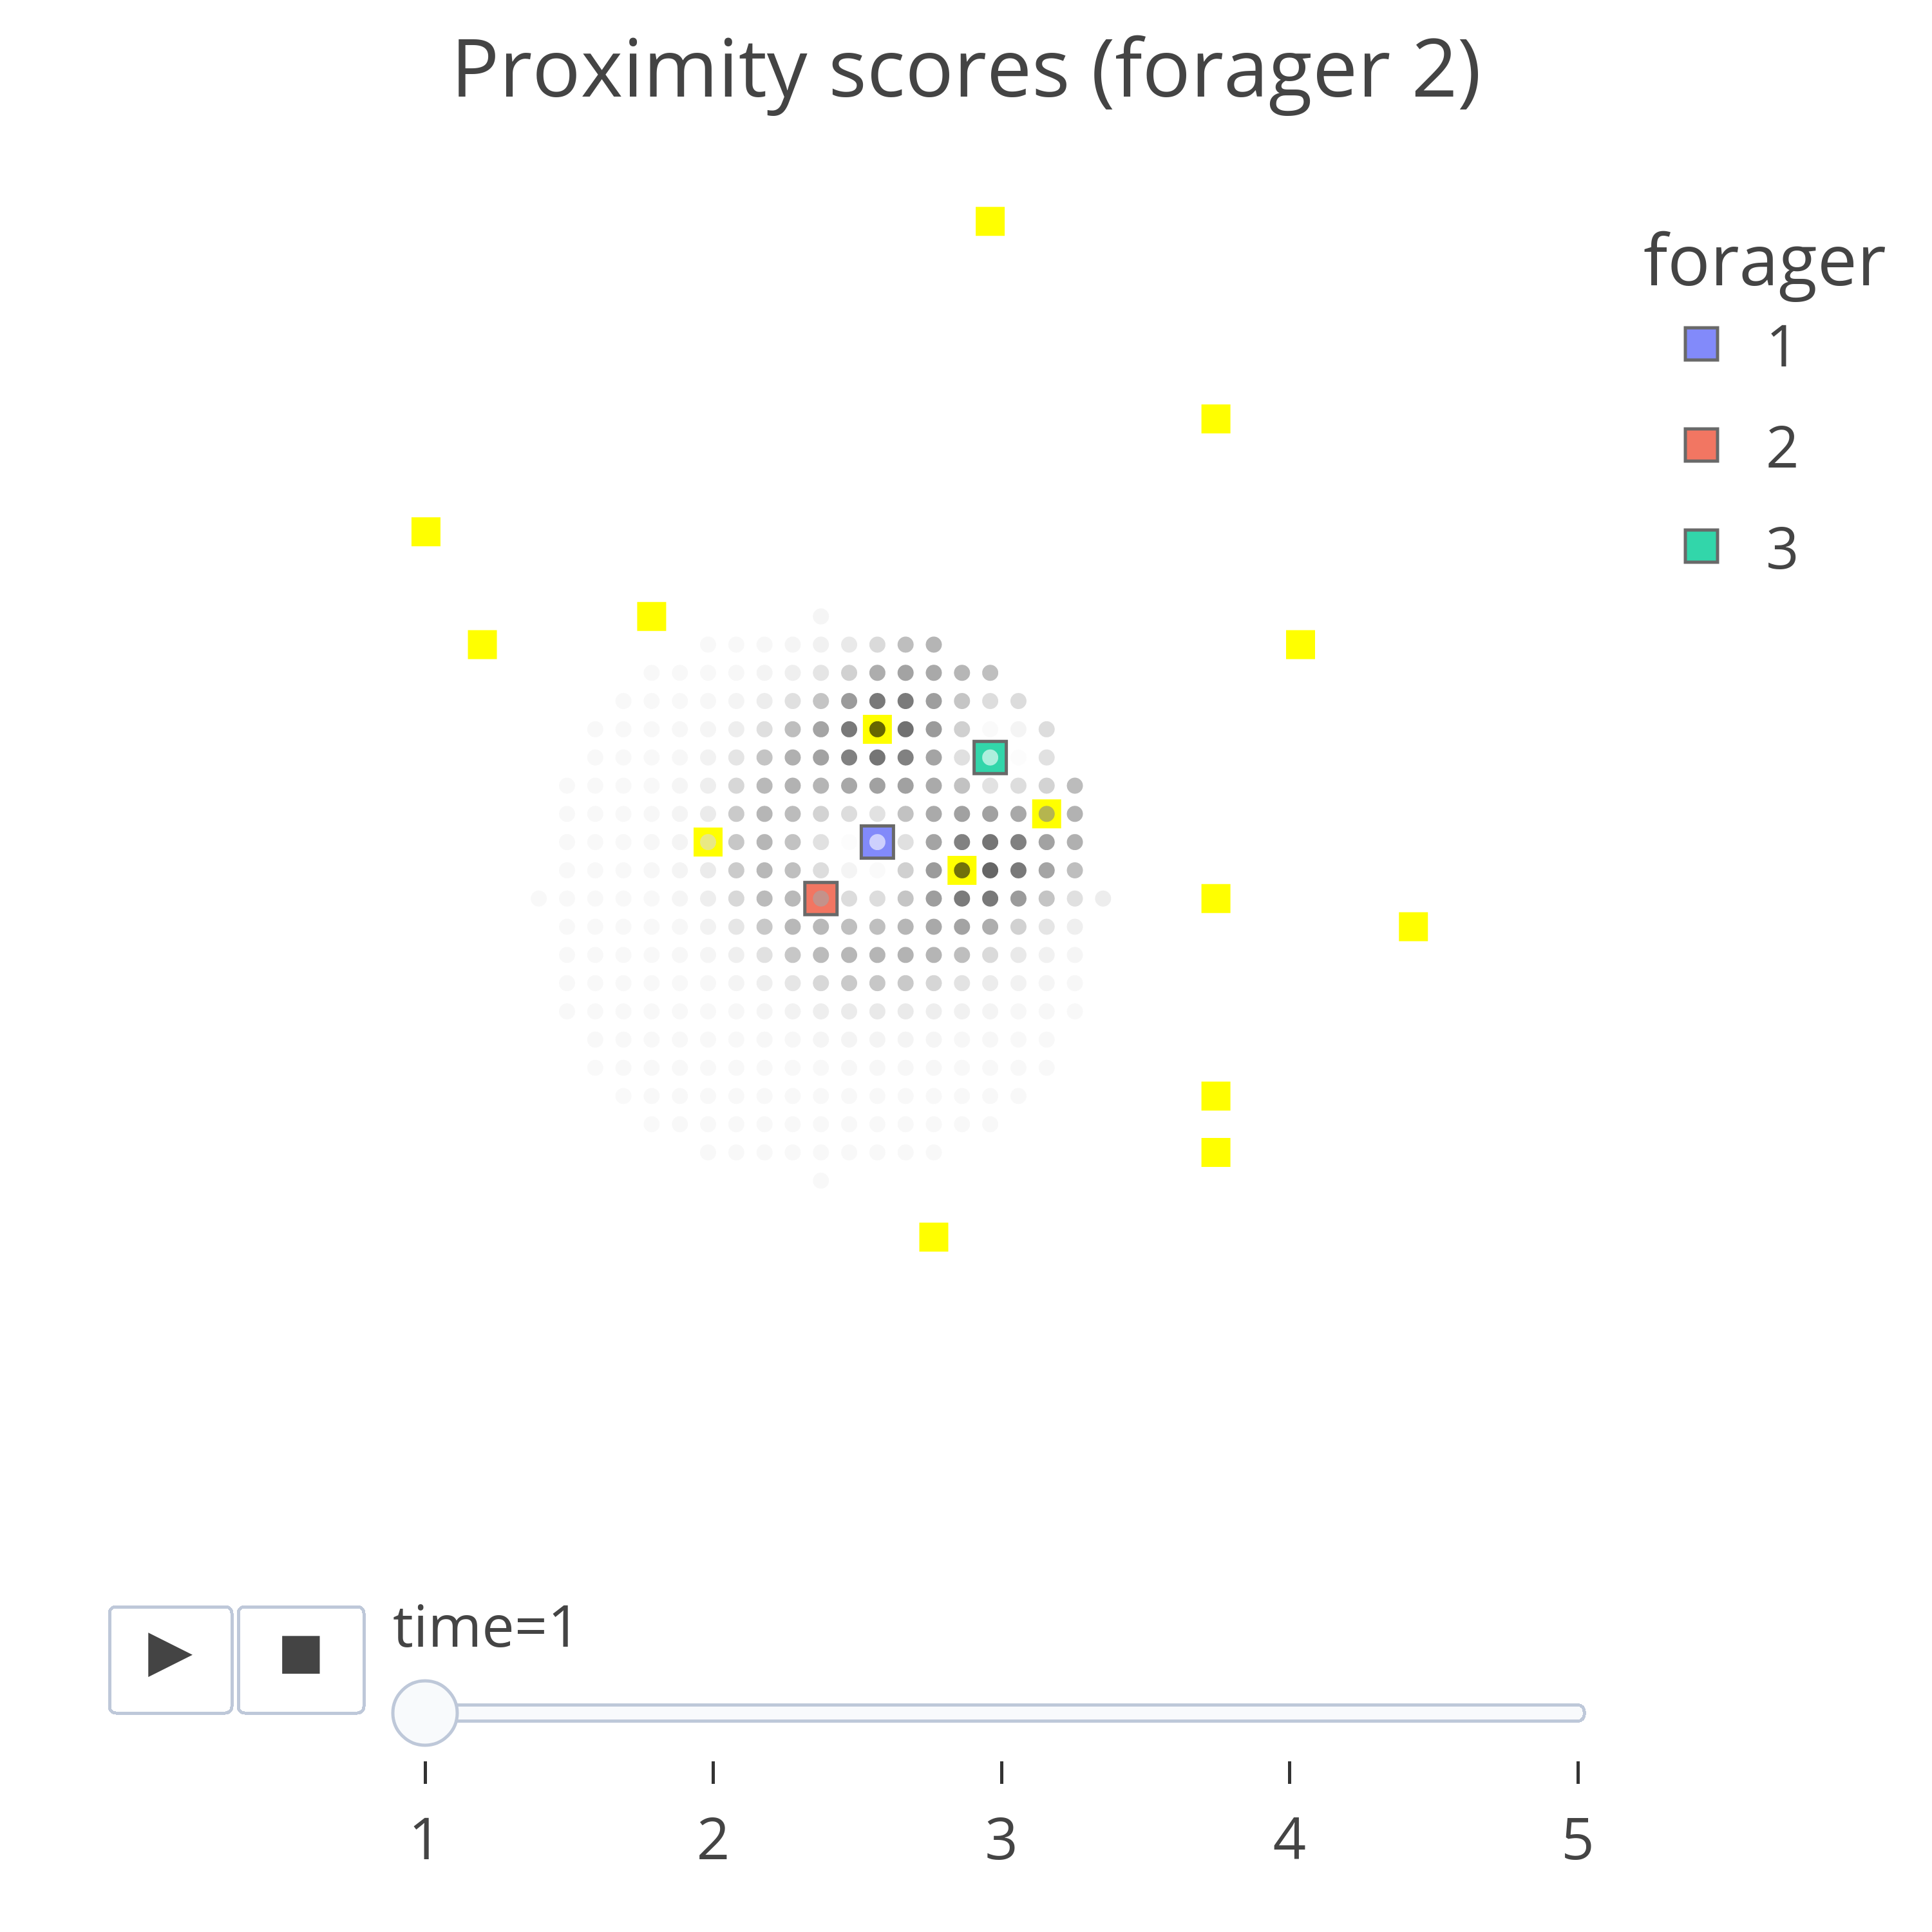 Proximity scores (forager 2)
forager
1
2
3
time=1
1 2 3 4 5